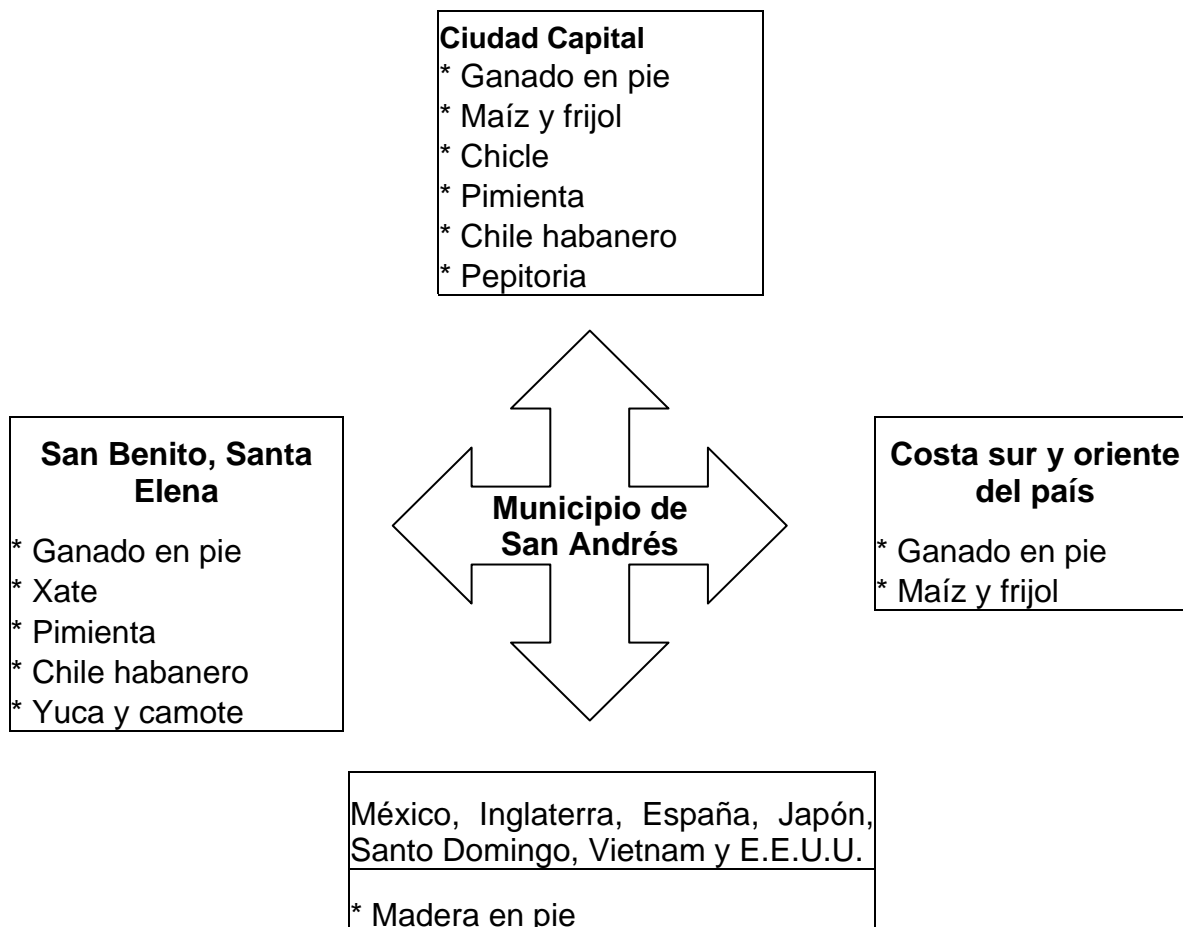 Ciudad Capital
* Ganado en pie
* Maíz y frijol
* Chicle
* Pimienta
* Chile habanero
* Pepitoria
San Benito, Santa
Elena
* Ganado en pie
* Xate
* Pimienta
* Chile habanero
* Yuca y camote
Municipio de
San Andrés
Costa sur y oriente
del país
* Ganado en pie
* Maíz y frijol
México, Inglaterra, España, Japón,
Santo Domingo, Vietnam y E.E.U.U.
* Madera en pie